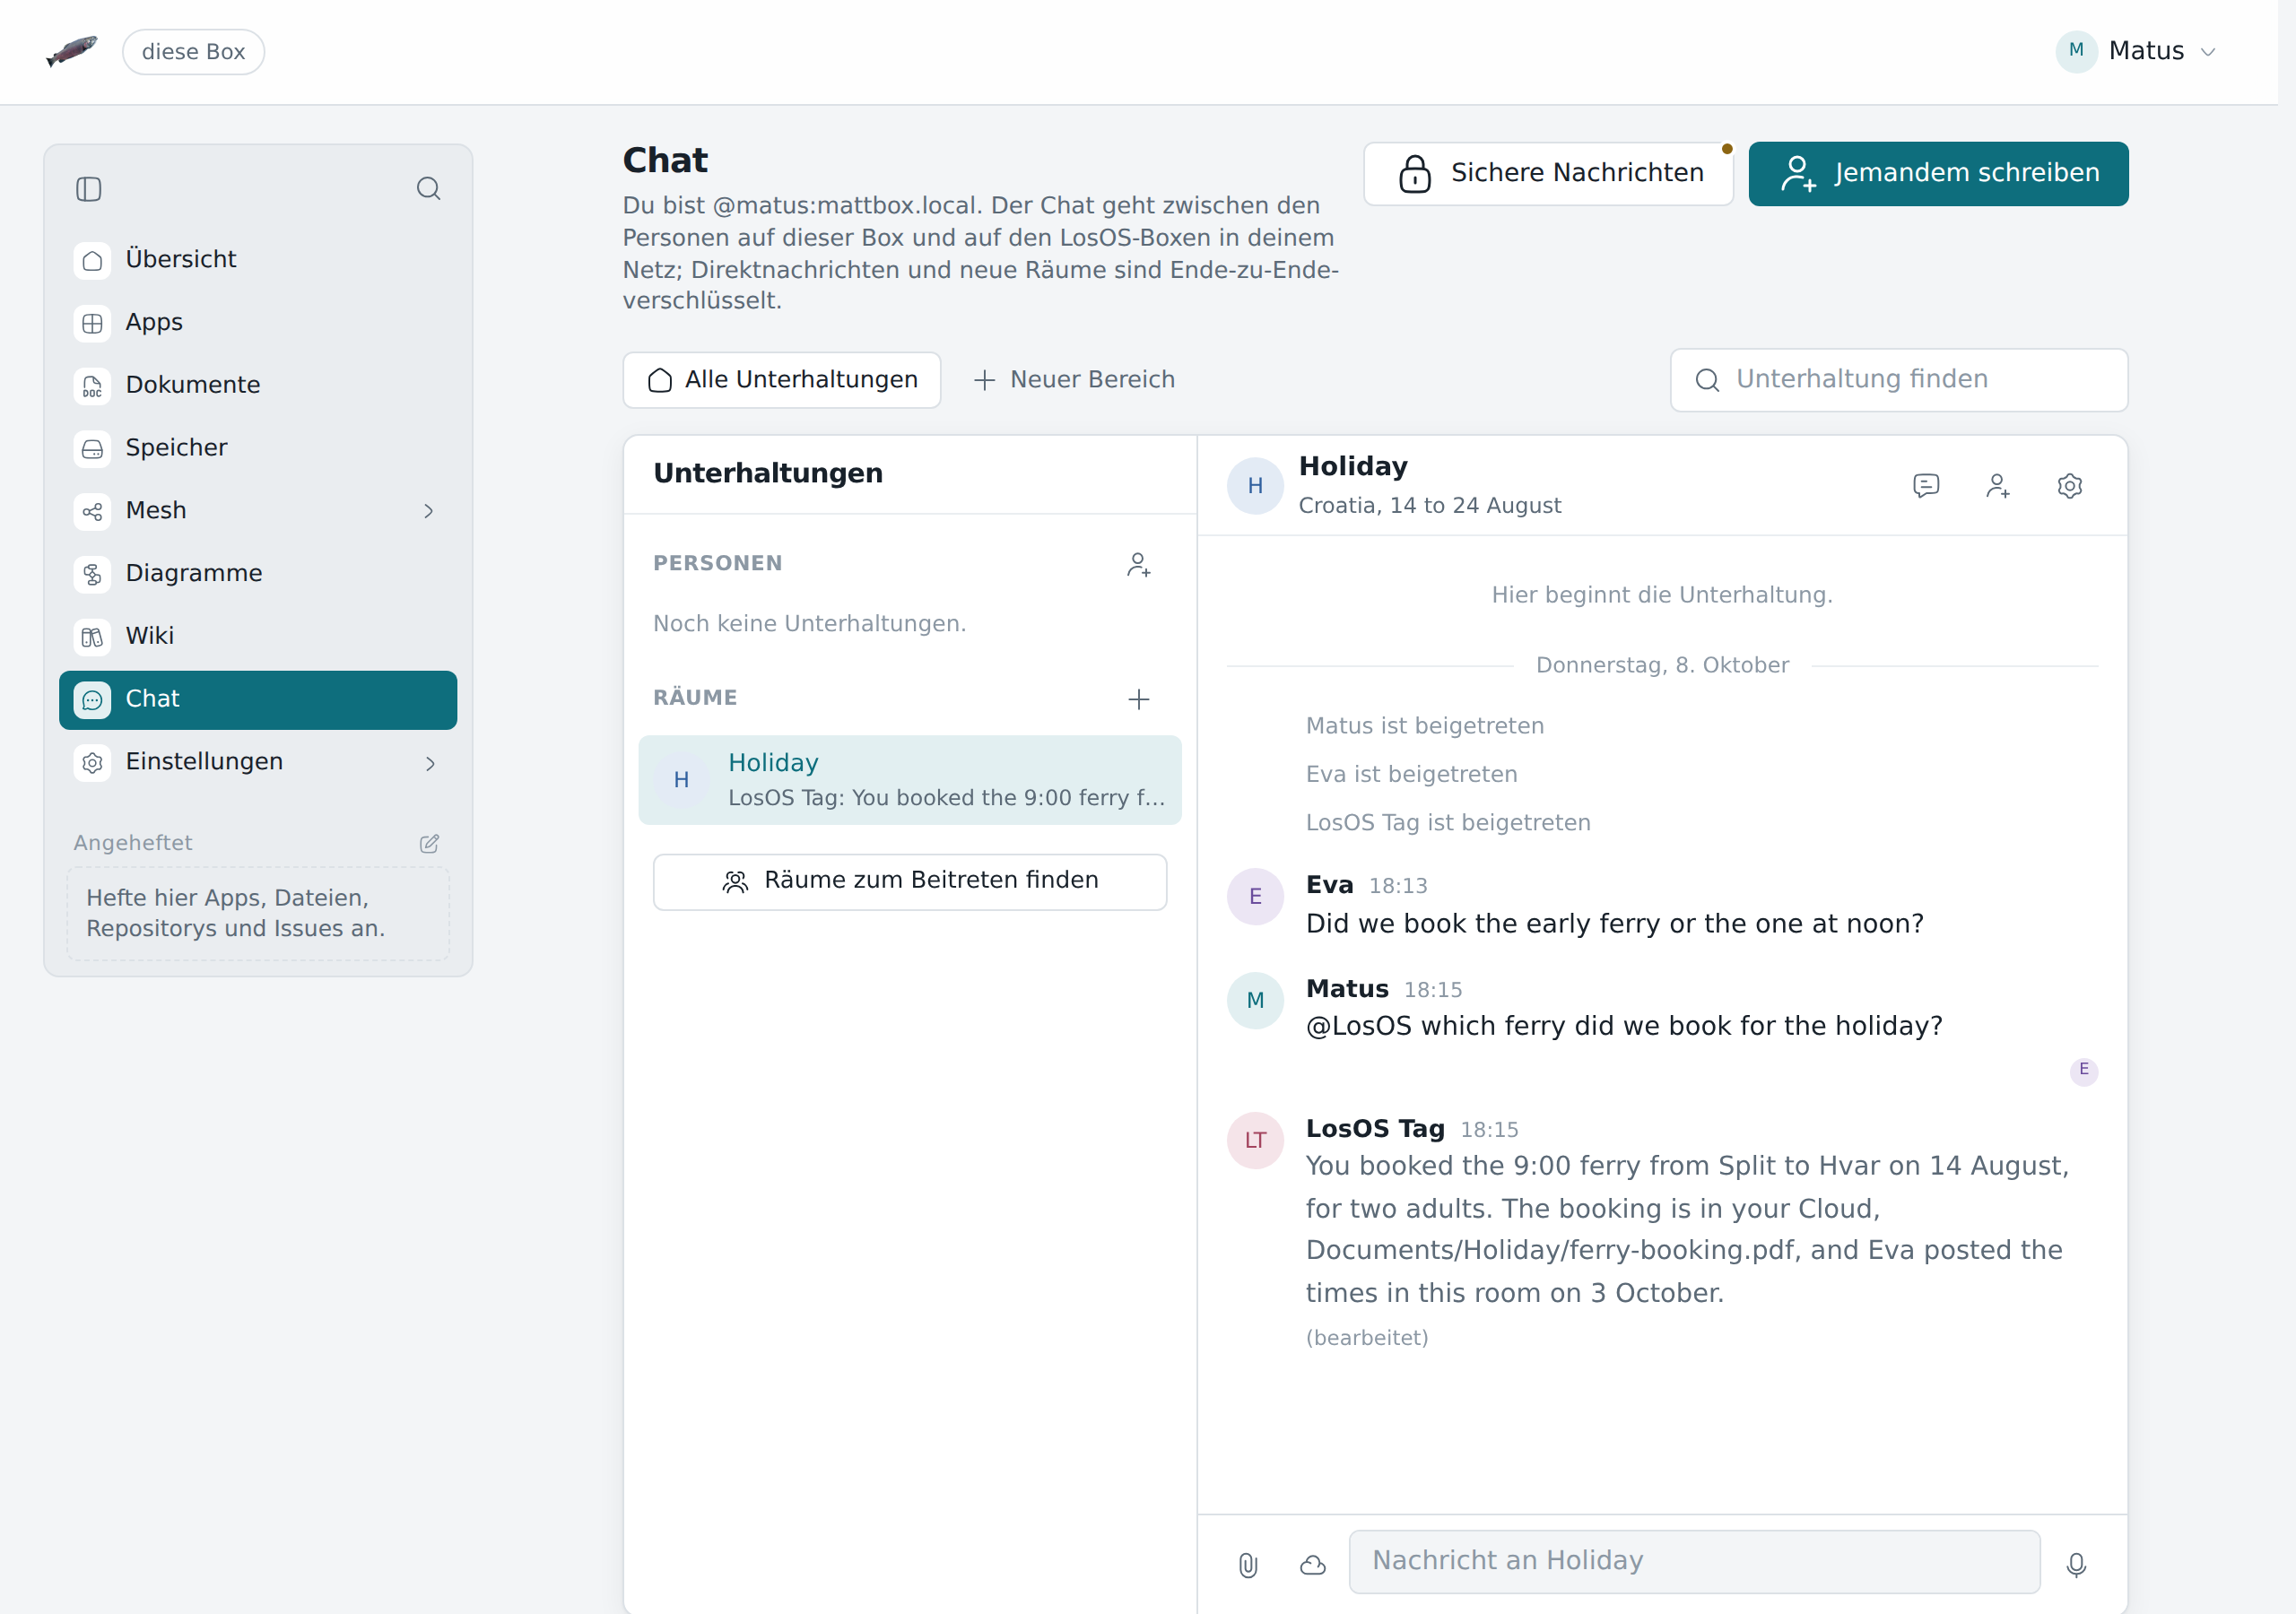 diese Box
M Matus
Übersicht
Apps
DOC Dokumente
Speicher
Mesh
Diagramme
Wiki
Chat
Einstellungen
Angeheftet
Hefte hier Apps, Dateien,
Repositorys und Issues an.
Chat
Du bist @matus:mattbox.local. Der Chat geht zwischen den
Personen auf dieser Box und auf den LosOS-Boxen in deinem
Netz; Direktnachrichten und neue Räume sind Ende-zu-Ende-
verschlüsselt.
Sichere Nachrichten
Jemandem schreiben
Alle Unterhaltungen
Neuer Bereich
Unterhaltung finden
Unterhaltungen
PERSONEN
Noch keine Unterhaltungen.
RÄUME
H
Holiday
LosOS Tag: You booked the 9:00 ferry f...
Räume zum Beitreten finden
H
Holiday
Croatia, 14 to 24 August
Hier beginnt die Unterhaltung.
Donnerstag, 8. Oktober
Matus ist beigetreten
Eva ist beigetreten
LosOS Tag ist beigetreten
E
Eva 18:13
Did we book the early ferry or the one at noon?
M
Matus 18:15
@LosOS which ferry did we book for the holiday?
E
LT
LosOS Tag 18:15
You booked the 9:00 ferry from Split to Hvar on 14 August,
for two adults. The booking is in your Cloud,
Documents/Holiday/ferry-booking.pdf, and Eva posted the
times in this room on 3 October.
(bearbeitet)
Nachricht an Holiday